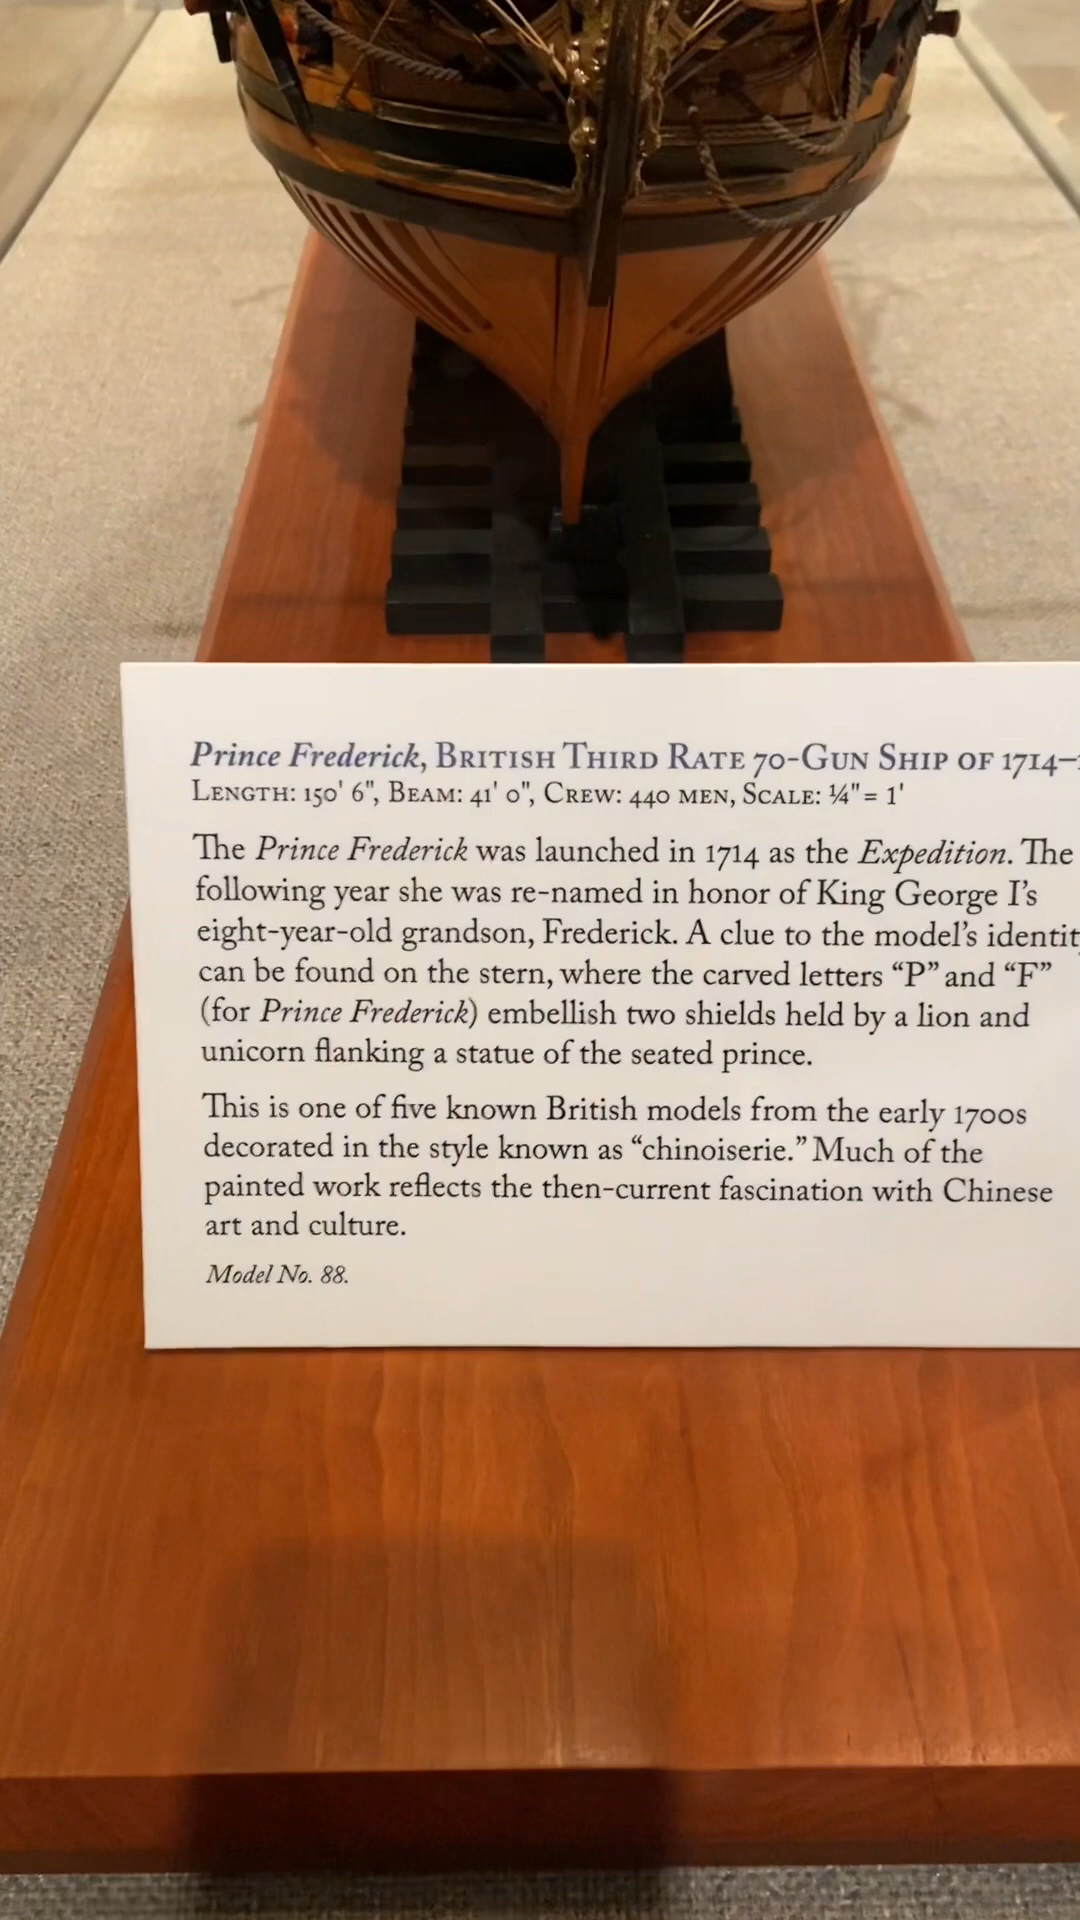 Prince Frederick, British Third Rate 70-Gun Ship of 1714–
Length: 150' 6", Beam: 41' 0", Crew: 440 men, Scale: ¼" = 1'
The Prince Frederick was launched in 1714 as the Expedition. The
following year she was re-named in honor of King George I’s
eight-year-old grandson, Frederick. A clue to the model’s identit
can be found on the stern, where the carved letters “P” and “F”
(for Prince Frederick) embellish two shields held by a lion and
unicorn flanking a statue of the seated prince.
This is one of five known British models from the early 1700s
decorated in the style known as “chinoiserie.” Much of the
painted work reflects the then-current fascination with Chinese
art and culture.
Model No. 88.